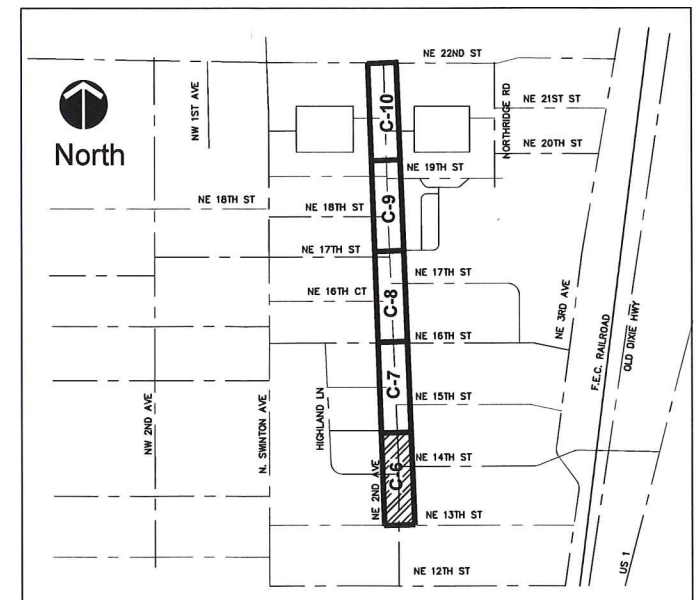 NE 22ND ST
NW 1ST AVE
C-10
NORTHRIDGE RD
NE 21ST ST
NE 20TH ST
North
NE 19TH ST
NE 18TH ST
NE 18TH ST
C-9
NE 17TH ST
NE 17TH ST
NE 16TH CT
C-8
NE 3RD AVE
F.E.C. RAILROAD
OLD DIXIE HWY
NE 16TH ST
HIGHLAND LN
C-7
NE 15TH ST
NW 2ND AVE
N. SWINTON AVE
NE 2ND AVE
C-6
NE 14TH ST
NE 13TH ST
NE 12TH ST
US 1